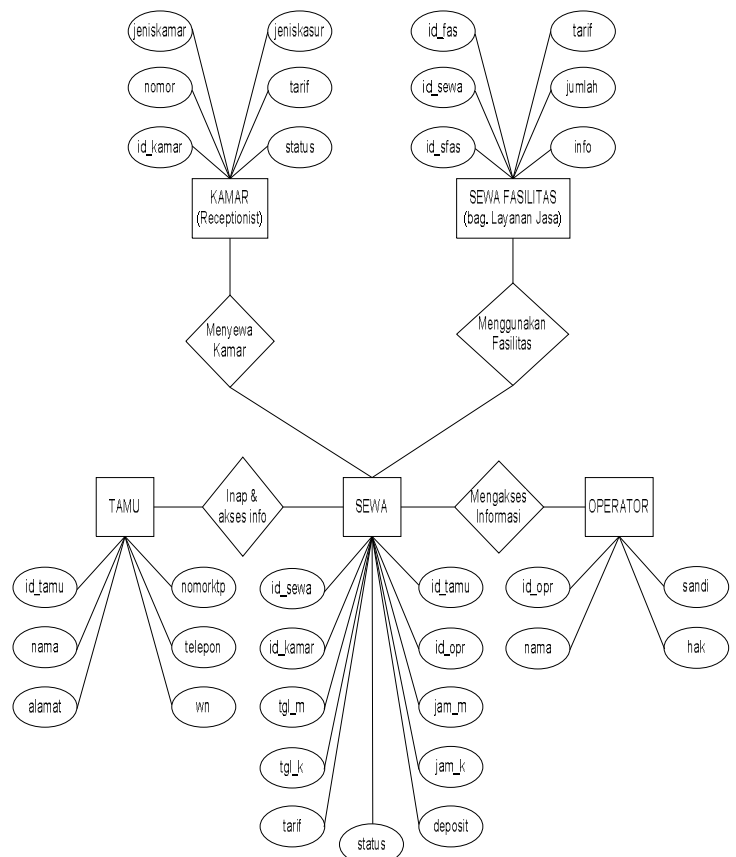 jeniskamar
jeniskasur
id_fas
tarif
nomor
tarif
id_sewa
jumlah
id_kamar
status
id_sfas
info
KAMAR
(Receptionist)
SEWA FASILITAS
(bag. Layanan Jasa)
Menyewa
Kamar
Menggunakan
Fasilitas
TAMU
Inap &
akses info
SEWA
Mengakses
Informasi
OPERATOR
id_tamu
nomorktp
id_sewa
id_tamu
id_opr
sandi
nama
telepon
id_kamar
id_opr
nama
hak
alamat
wn
tgl_m
jam_m
tgl_k
jam_k
tarif
status
deposit